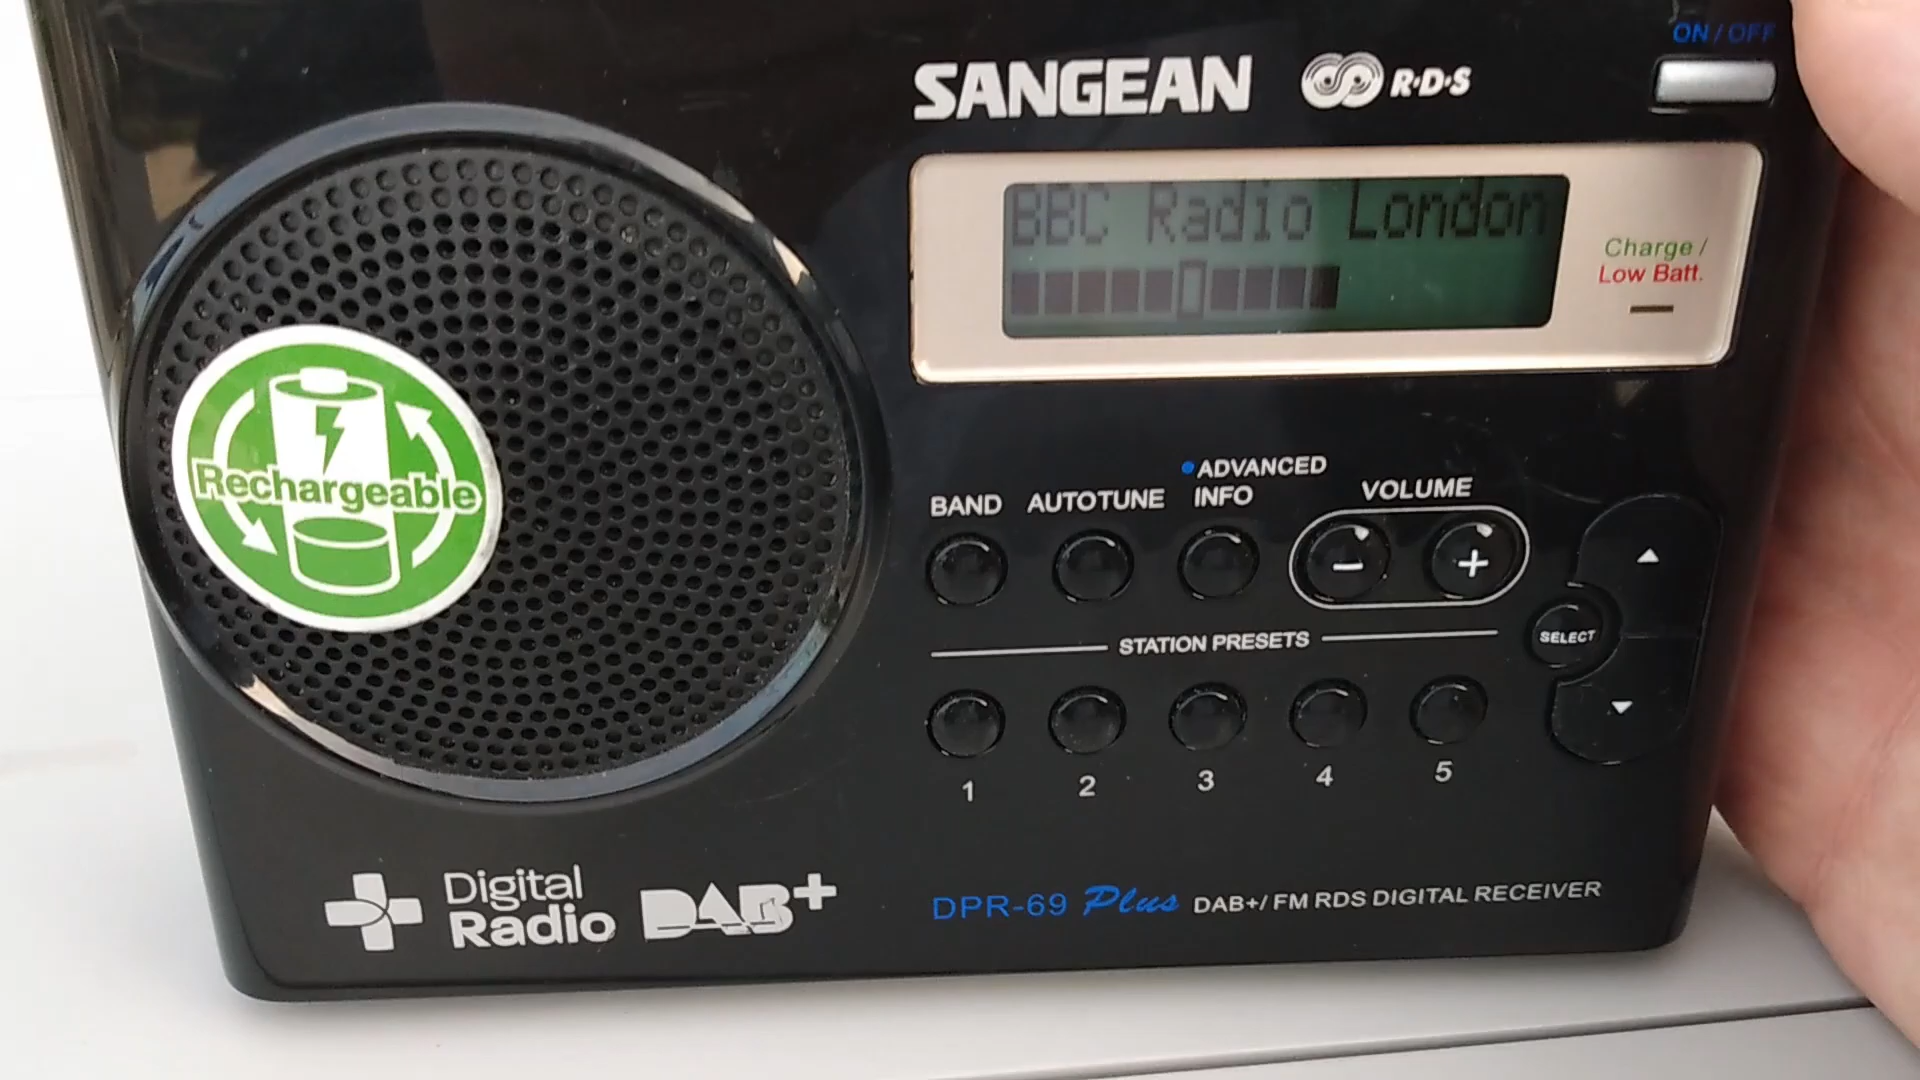 ON / OFF
SANGEAN R·D·S
BBC Radio London
Charge /
Low Batt.
Rechargeable
ADVANCED
BAND AUTOTUNE INFO VOLUME
− +
SELECT
STATION PRESETS
1 2 3 4 5
Digital
Radio
DAB+
DPR-69 Plus DAB+/ FM RDS DIGITAL RECEIVER